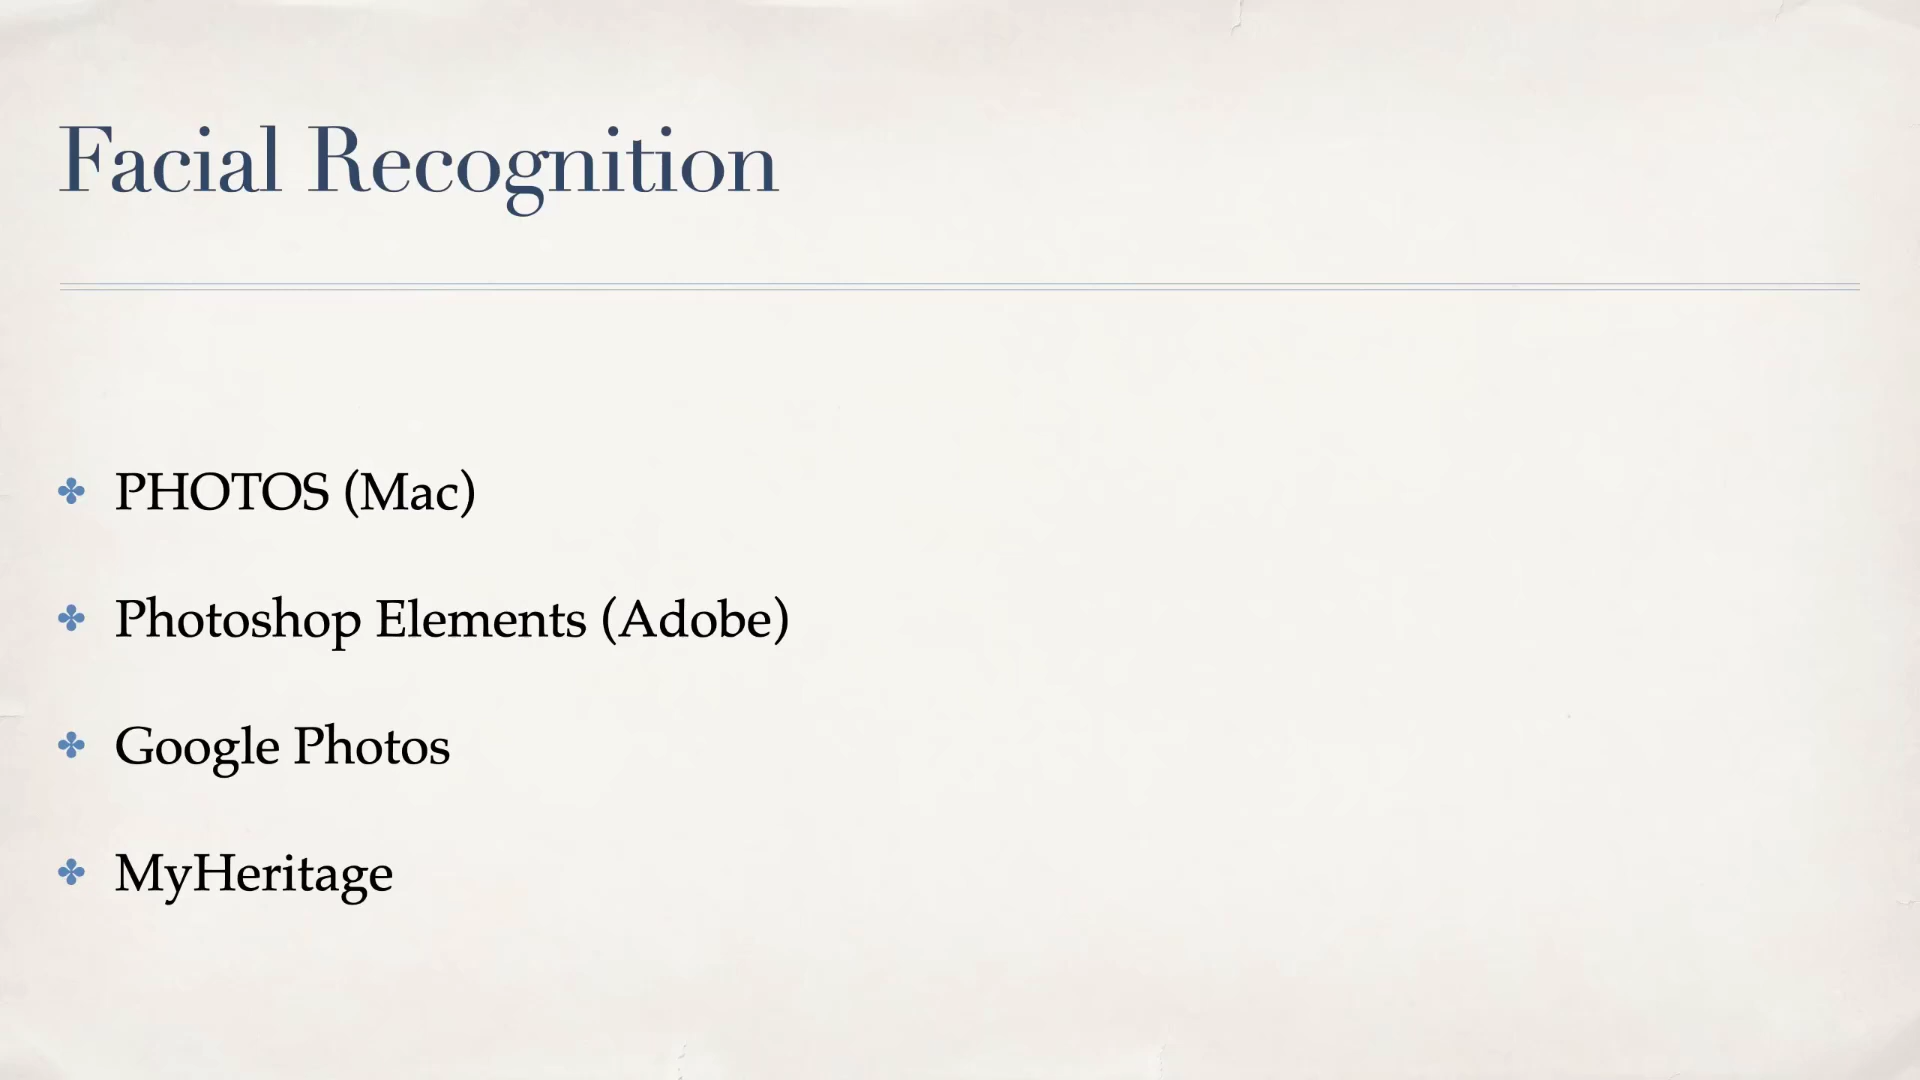 Facial Recognition
PHOTOS (Mac)
Photoshop Elements (Adobe)
Google Photos
MyHeritage